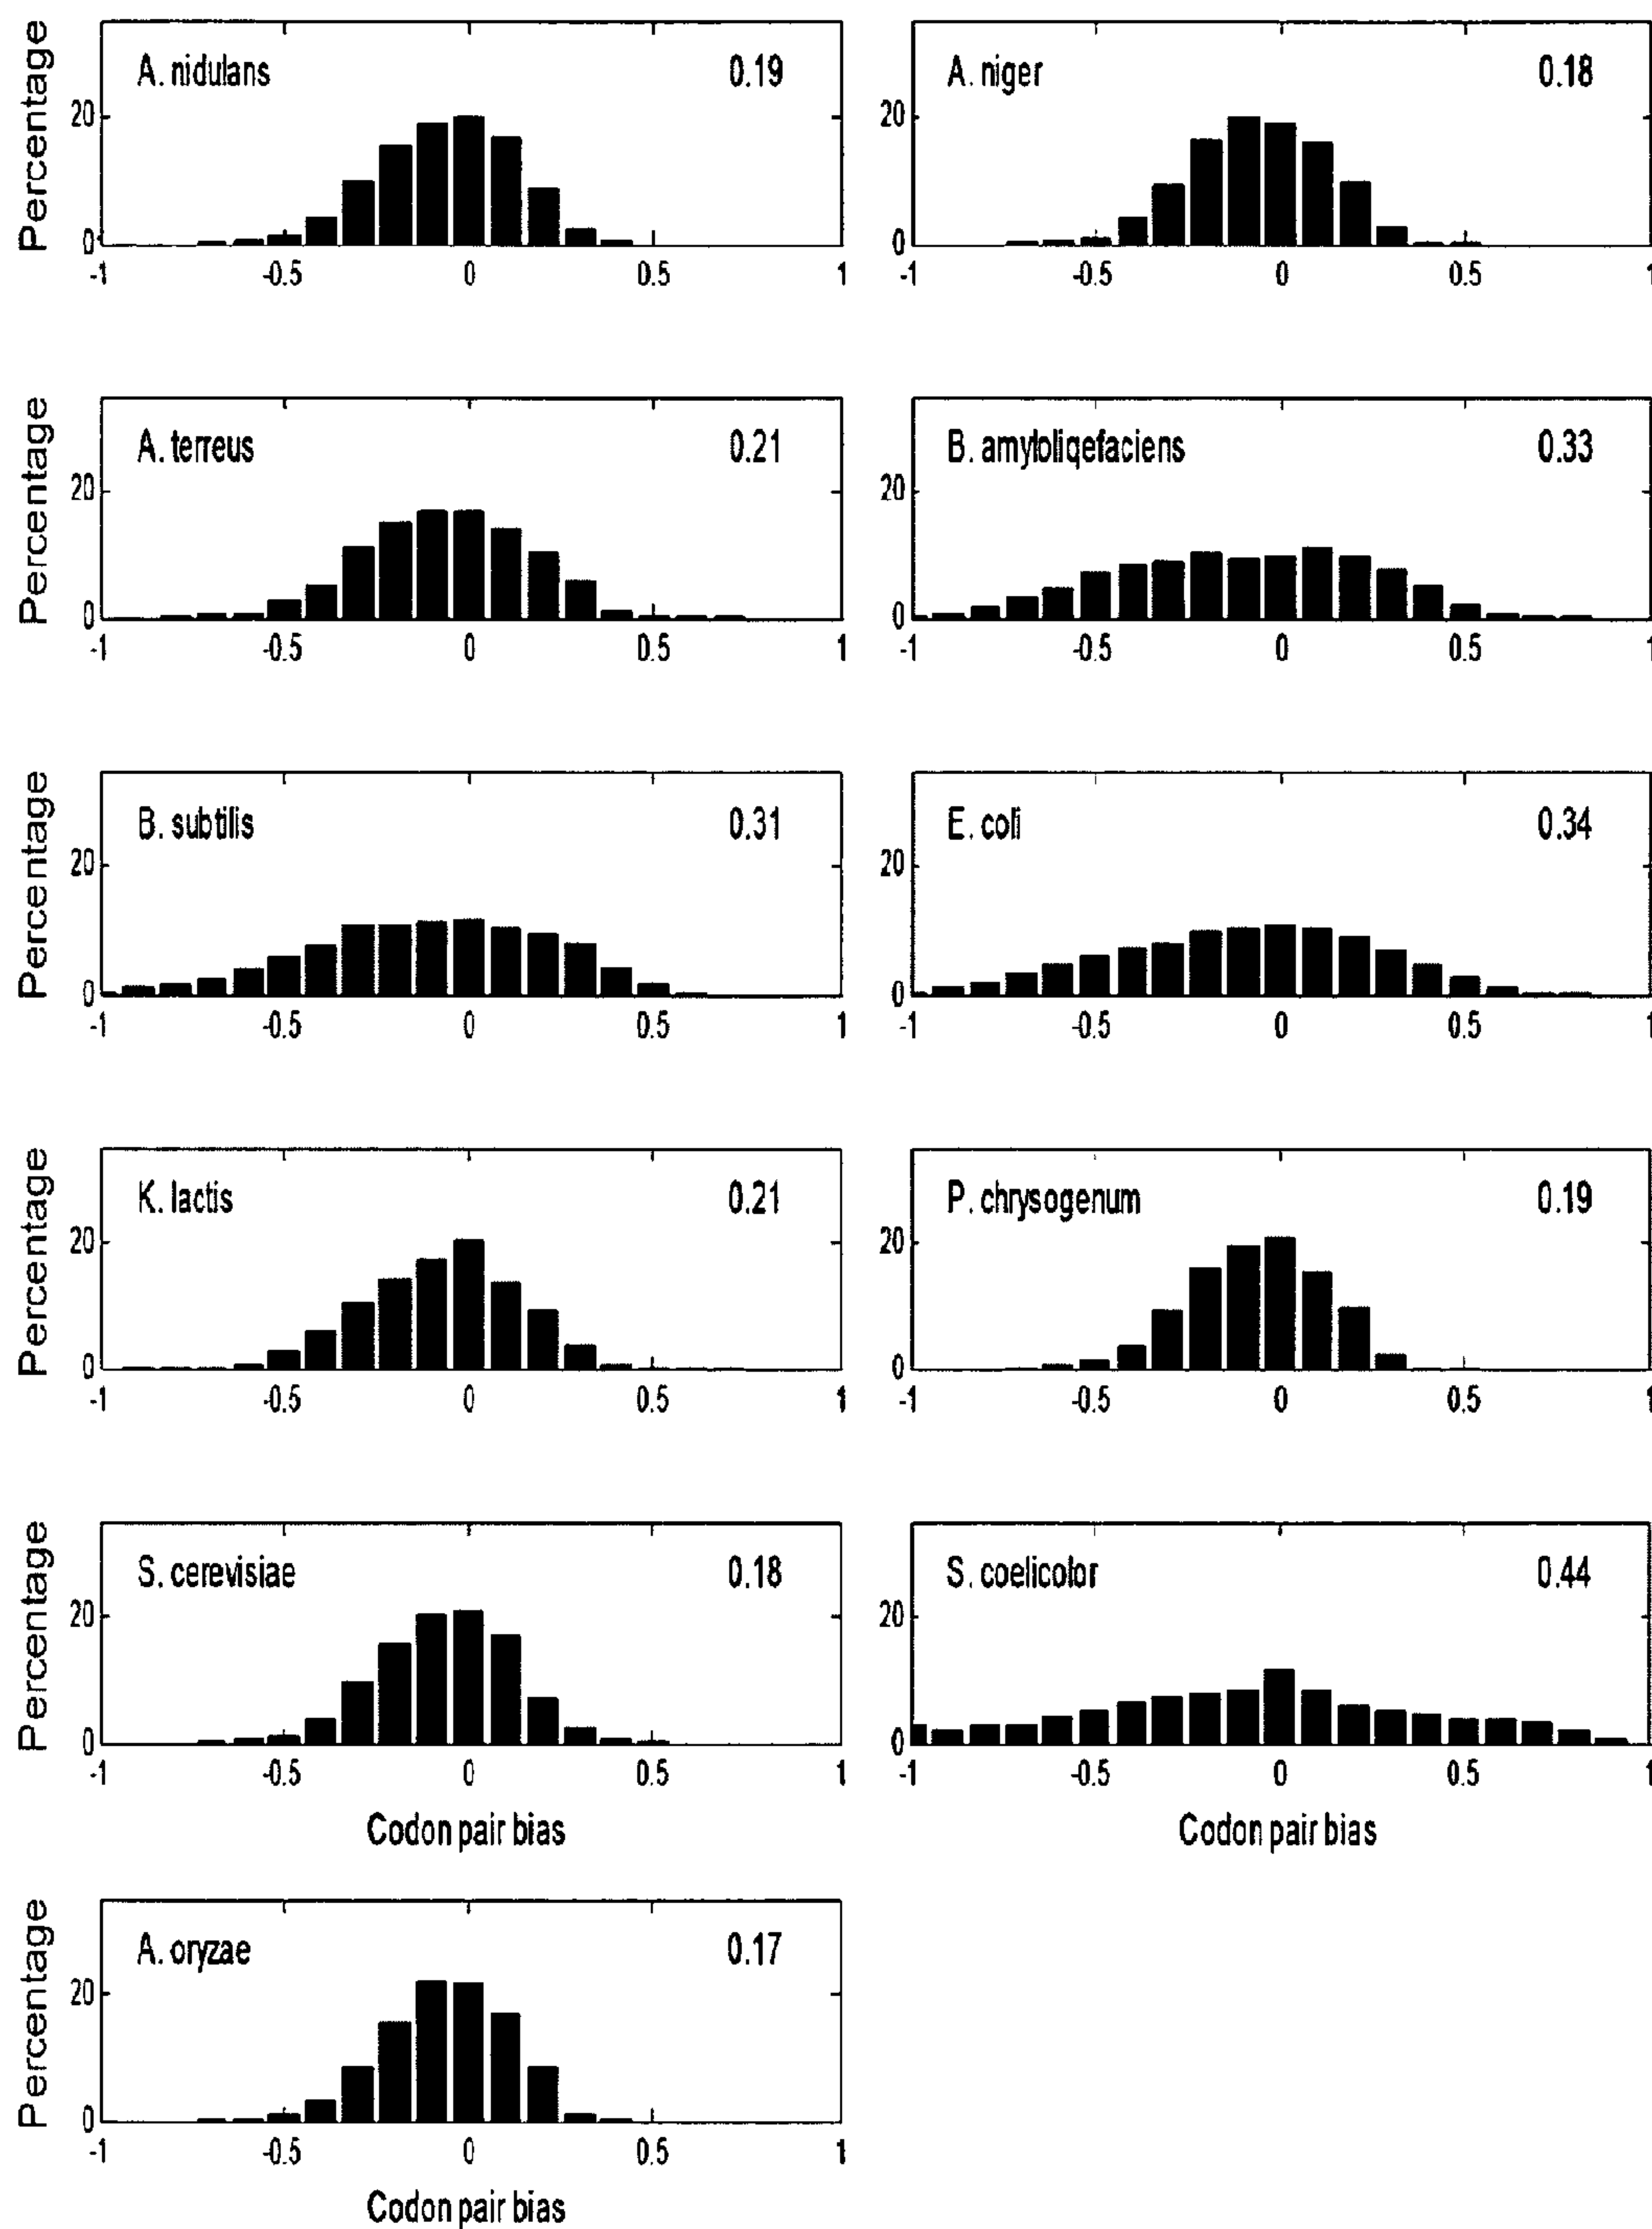 Percentage
A. nidulans 0.19
20
0
-1 -0.5 0 0.5 1
A. niger 0.18
20
0
-1 -0.5 0 0.5 1
Percentage
A. terreus 0.21
20
0
-1 -0.5 0 0.5 1
B. amyloliqefaciens 0.33
20
0
-1 -0.5 0 0.5 1
Percentage
B. subtilis 0.31
20
0
-1 -0.5 0 0.5 1
E. coli 0.34
20
0
-1 -0.5 0 0.5 1
Percentage
K. lactis 0.21
20
0
-1 -0.5 0 0.5 1
P. chrysogenum 0.19
20
0
-1 -0.5 0 0.5 1
Percentage
S. cerevisiae 0.18
20
0
-1 -0.5 0 0.5 1
Codon pair bias
S. coelicolor 0.44
20
0
-1 -0.5 0 0.5 1
Codon pair bias
Percentage
A. oryzae 0.17
20
0
-1 -0.5 0 0.5 1
Codon pair bias